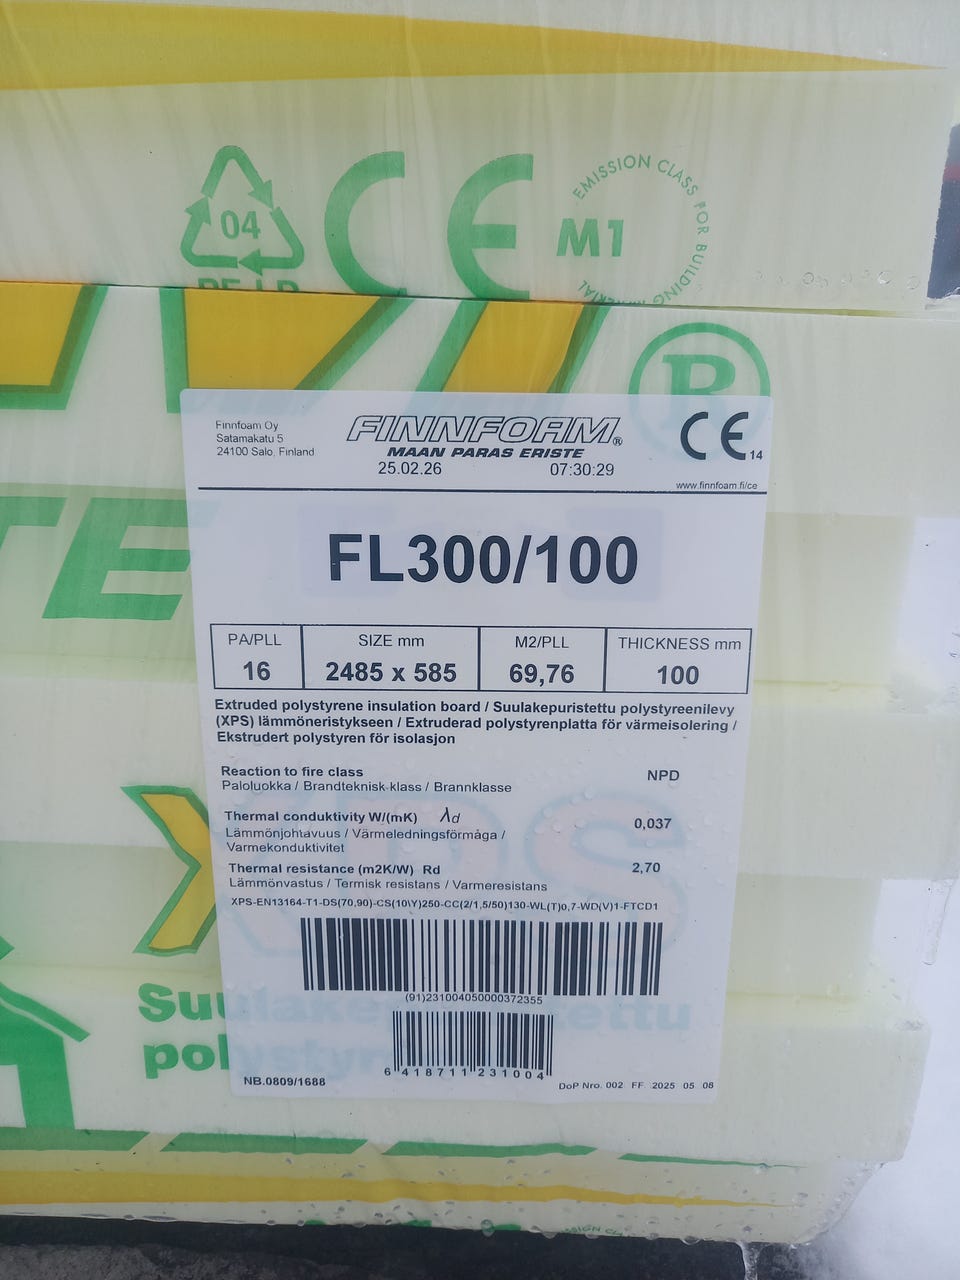 04
CE
EMISSION CLASS FOR BUILDING MATERIAL
M1
PE-LD
®
Finnfoam Oy
Satamakatu 5
24100 Salo, Finland
FINNFOAM®
MAAN PARAS ERISTE
25.02.26 07:30:29
CE 14
www.finnfoam.fi/ce
TE
FL300/100
PA/PLL SIZE mm M2/PLL THICKNESS mm
16 2485 x 585 69,76 100
Extruded polystyrene insulation board / Suulakepuristettu polystyreenilevy
(XPS) lämmöneristykseen / Extruderad polystyrenplatta för värmeisolering /
Ekstrudert polystyren för isolasjon
Reaction to fire class NPD
Paloluokka / Brandteknisk klass / Brannklasse
Thermal conductivity W/(mK) λd 0,037
Lämmönjohtavuus / Värmeledningsförmåga /
Varmekonduktivitet
Thermal resistance (m2K/W) Rd 2,70
Lämmönvastus / Termisk resistans / Varmeresistans
XPS-EN13164-T1-DS(70,90)-CS(10\Y)250-CC(2/1,5/50)130-WL(T)0,7-WD(V)1-FTCD1
XPS
(91)231004050000372355
Suulakepuristettu
polystyreeni
6 418711 231004
NB.0809/1688
DoP Nro. 002 FF. 2025 05 08